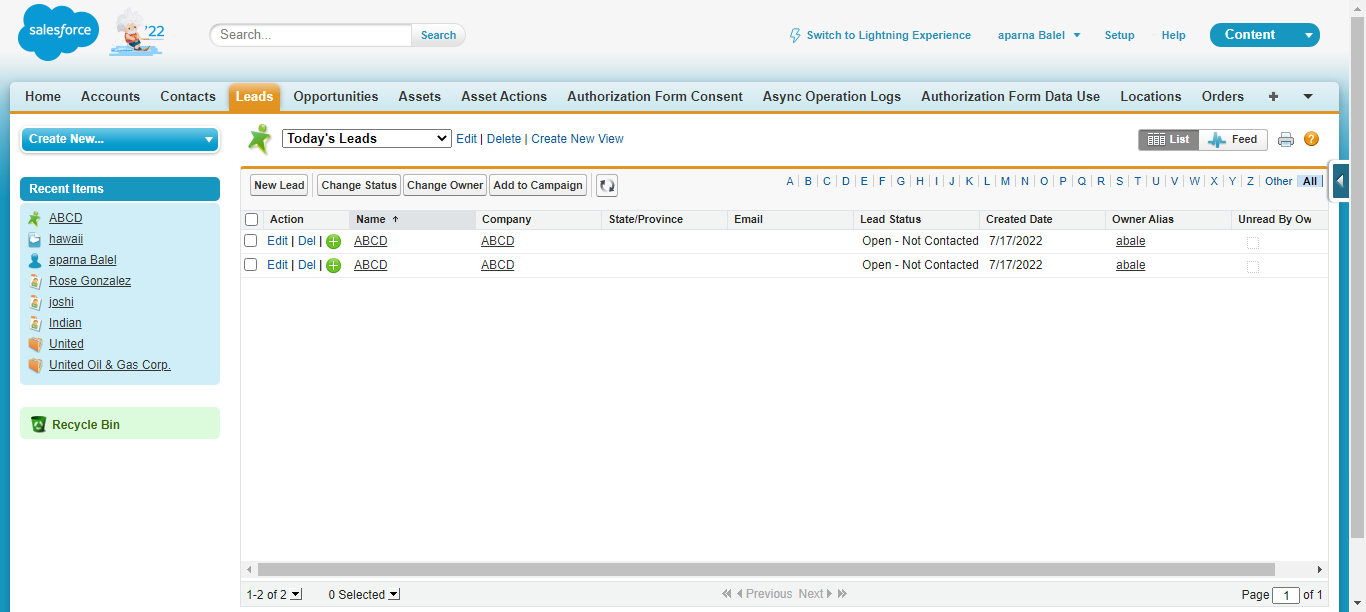 salesforce
'22
Search...
Search
Switch to Lightning Experience
aparna Balel
Setup
Help
Content
Home Accounts Contacts Leads Opportunities Assets Asset Actions Authorization Form Consent Async Operation Logs Authorization Form Data Use Locations Orders +
Create New...
Recent Items
ABCD
hawaii
aparna Balel
Rose Gonzalez
joshi
Indian
United
United Oil & Gas Corp.
Recycle Bin
Today's Leads Edit | Delete | Create New View
List Feed ?
New Lead Change Status Change Owner Add to Campaign
A | B | C | D | E | F | G | H | I | J | K | L | M | N | O | P | Q | R | S | T | U | V | W | X | Y | Z | Other | All |
Action Name Company State/Province Email Lead Status Created Date Owner Alias Unread By Ow
Edit | Del | ABCD ABCD Open - Not Contacted 7/17/2022 abale
Edit | Del | ABCD ABCD Open - Not Contacted 7/17/2022 abale
1-2 of 2 0 Selected Previous Next Page 1 of 1